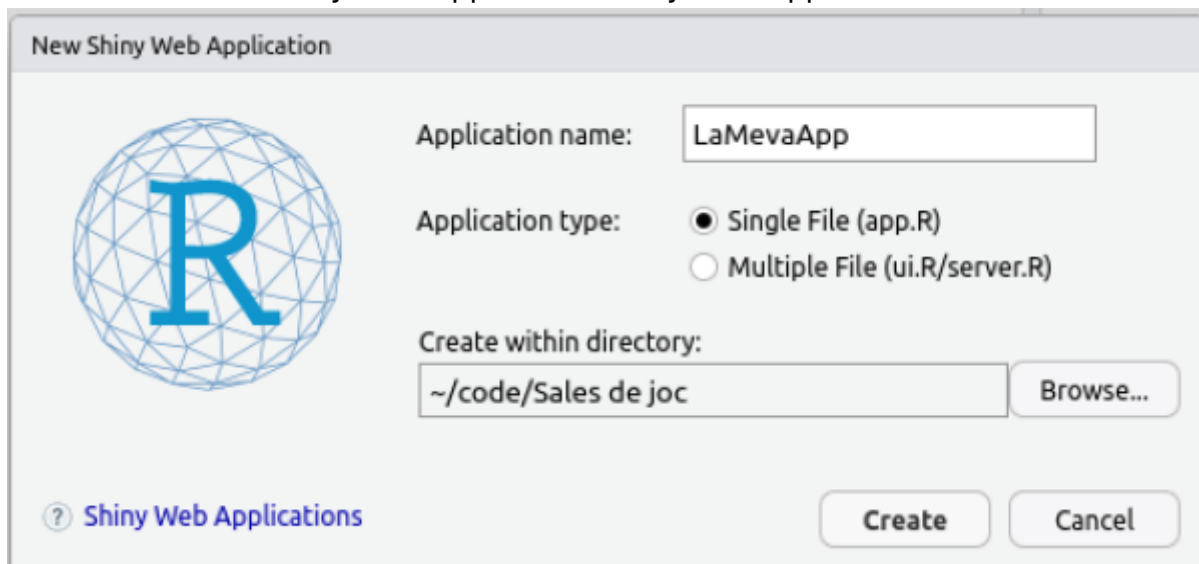 New Shiny Web Application
Application name: LaMevaApp
Application type: Single File (app.R)
Multiple File (ui.R/server.R)
Create within directory:
~/code/Sales de joc Browse...
R
? Shiny Web Applications Create Cancel